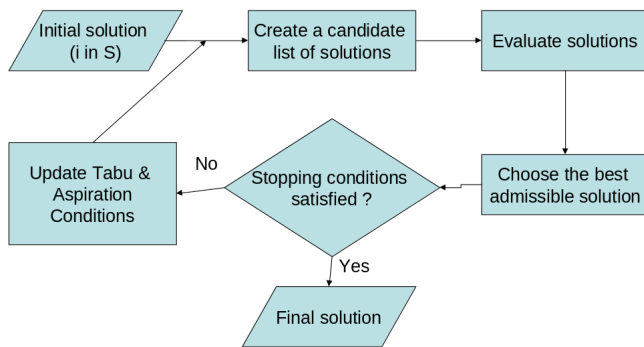 Initial solution
(i in S)
Create a candidate
list of solutions
Evaluate solutions
Update Tabu &
Aspiration
Conditions
No
Stopping conditions
satisfied ?
Choose the best
admissible solution
Yes
Final solution